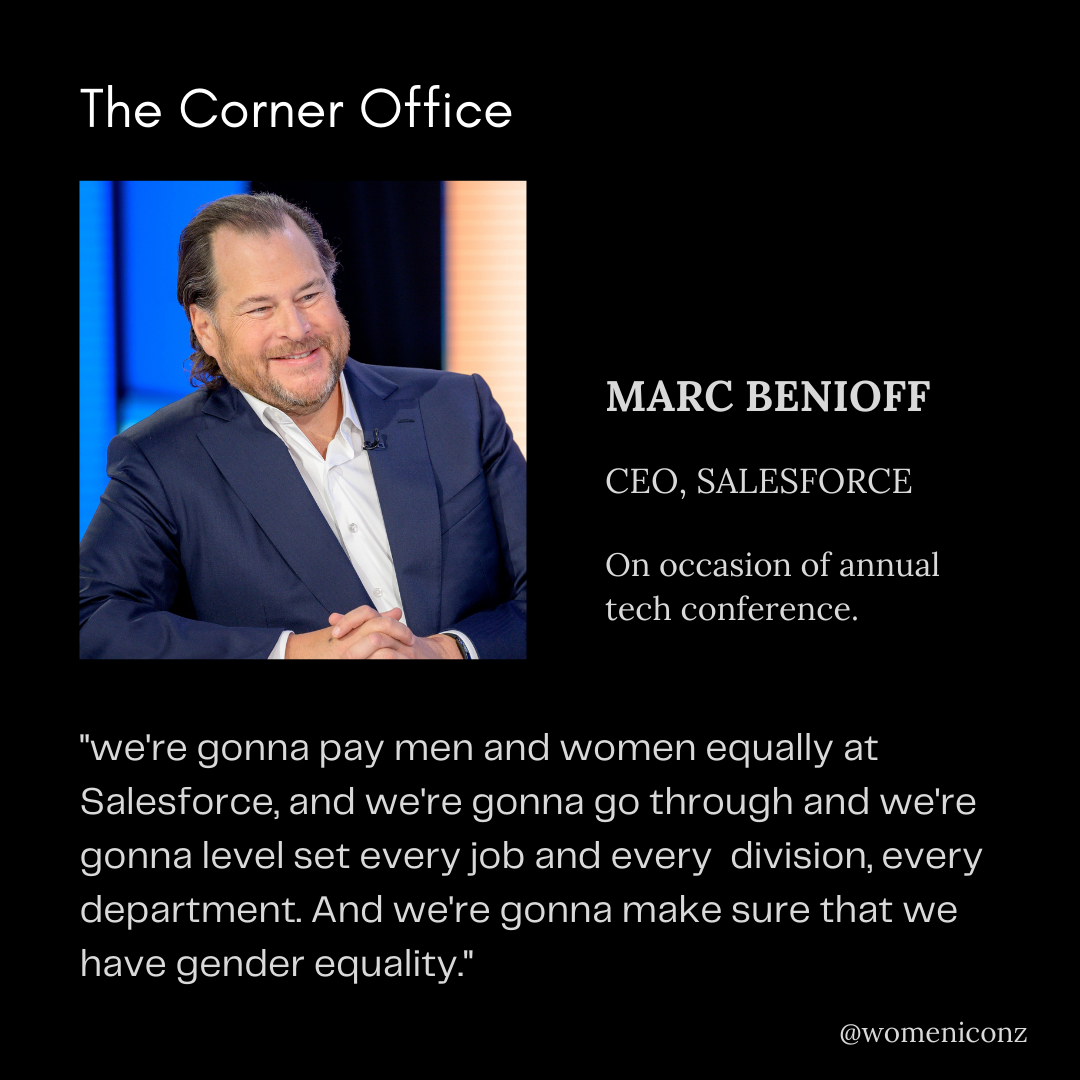 The Corner Office
MARC BENIOFF
CEO, SALESFORCE
On occasion of annual
tech conference.
"we're gonna pay men and women equally at
Salesforce, and we're gonna go through and we're
gonna level set every job and every  division, every
department. And we're gonna make sure that we
have gender equality."
@womeniconz